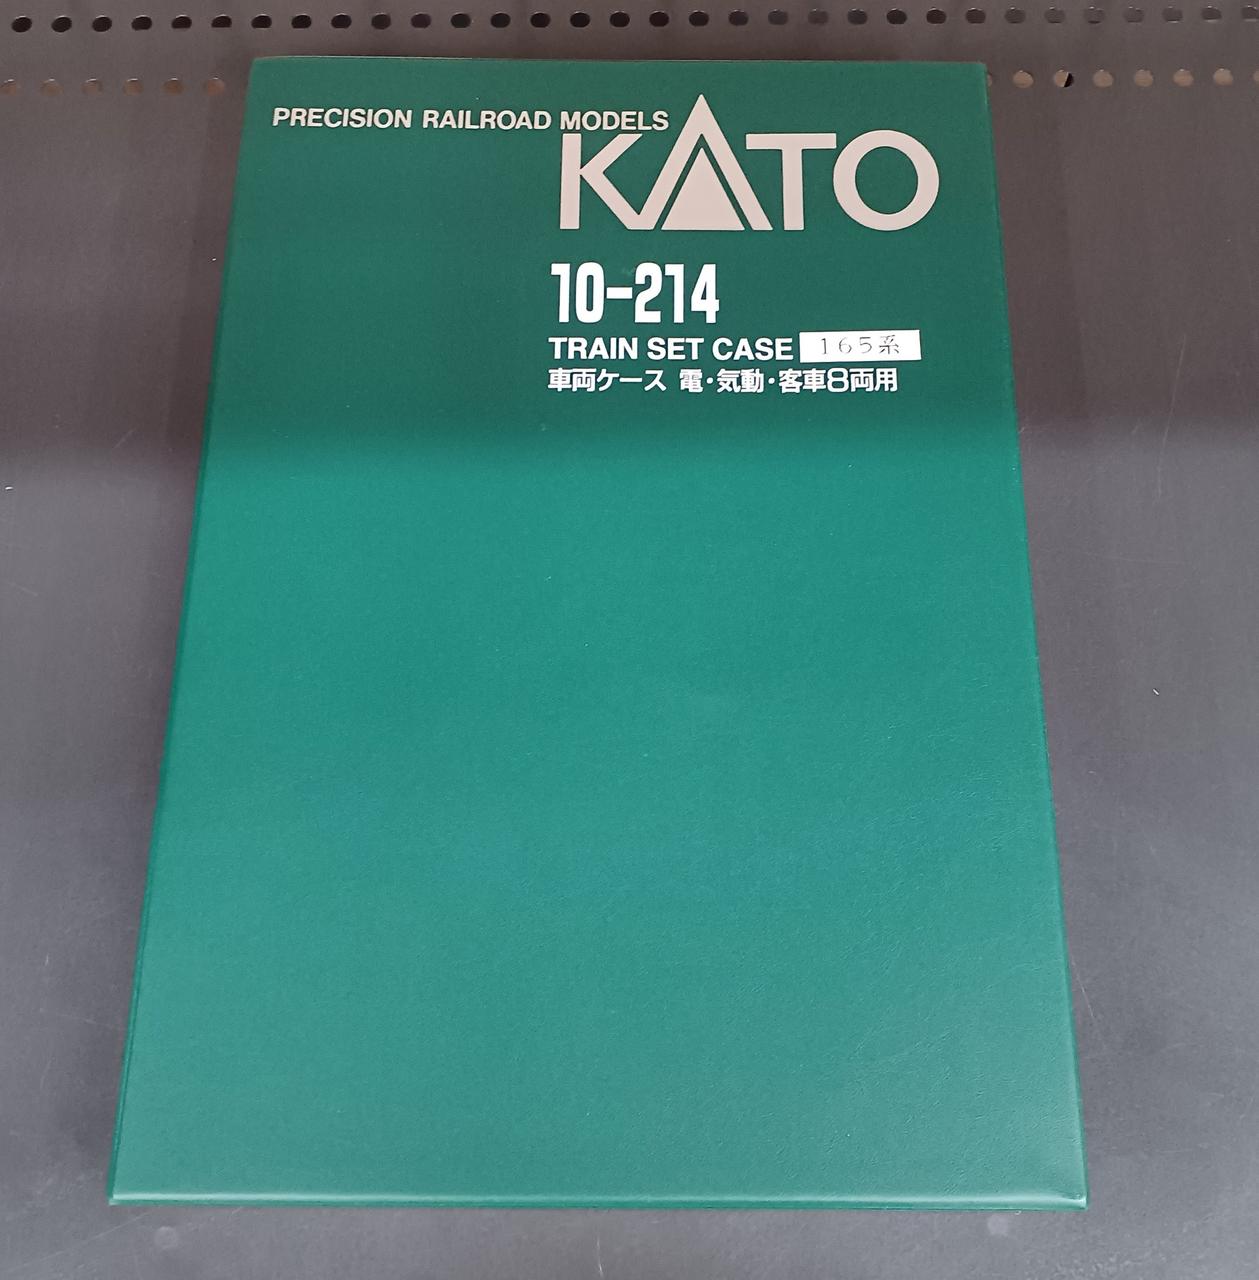 PRECISION RAILROAD MODELS
KATO
10-214
TRAIN SET CASE 165系
車両ケース 電・気動・客車8両用